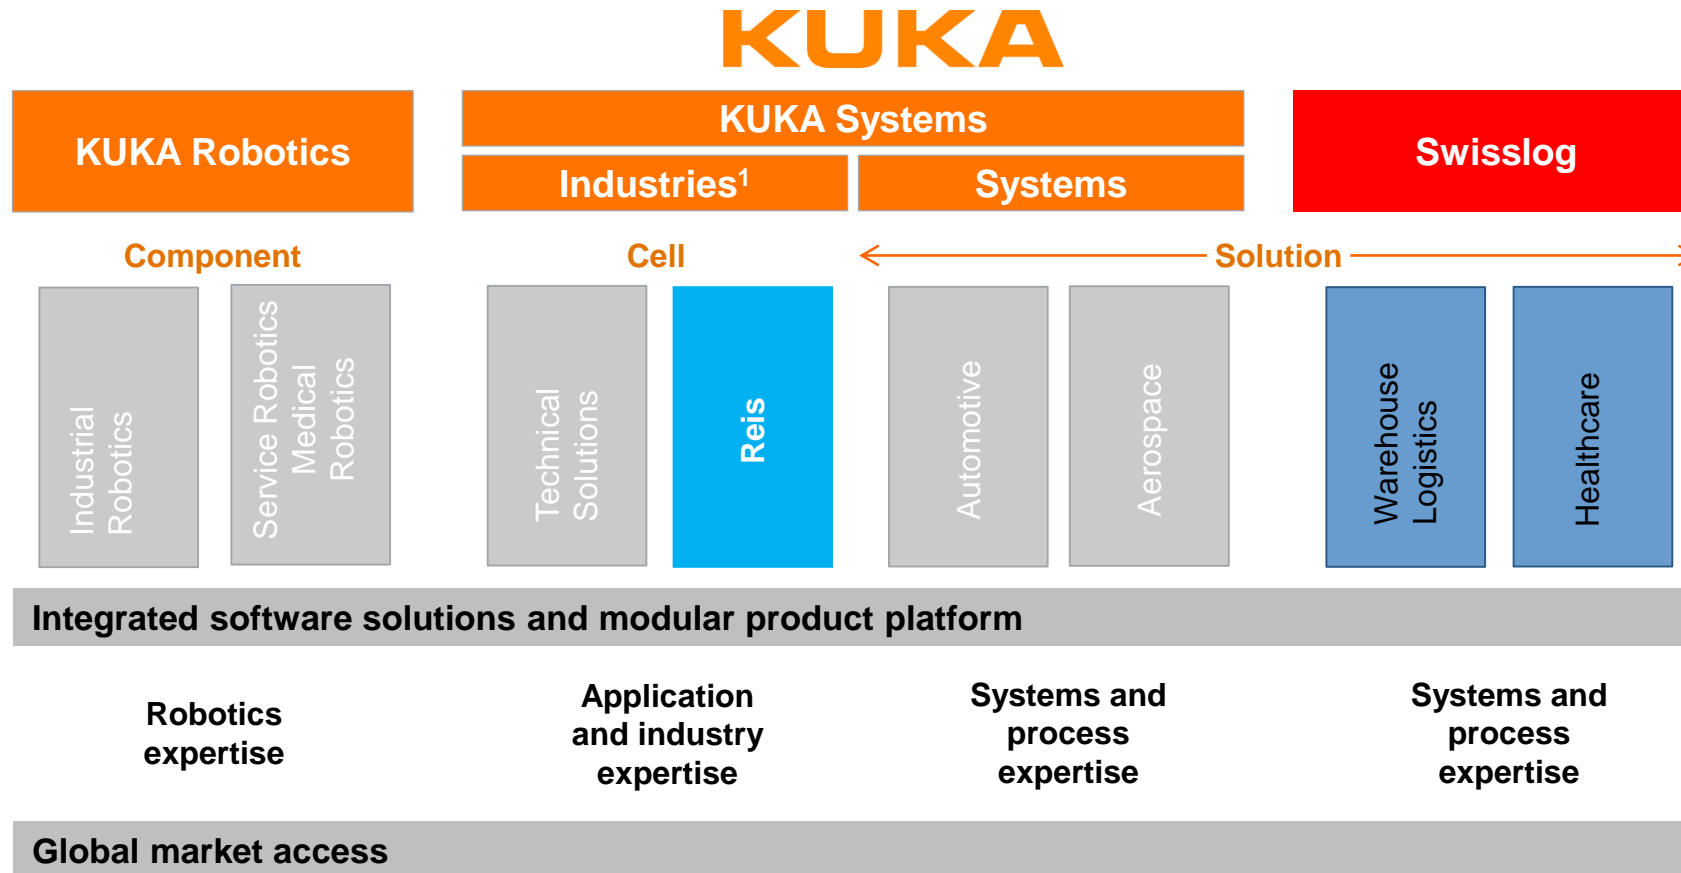 KUKA
KUKA Robotics
KUKA Systems
Industries¹
Systems
Swisslog
Component
Cell
Solution
Industrial
Robotics
Service Robotics
Medical
Robotics
Technical
Solutions
Reis
Automotive
Aerospace
Warehouse
Logistics
Healthcare
Integrated software solutions and modular product platform
Robotics
expertise
Application
and industry
expertise
Systems and
process
expertise
Systems and
process
expertise
Global market access